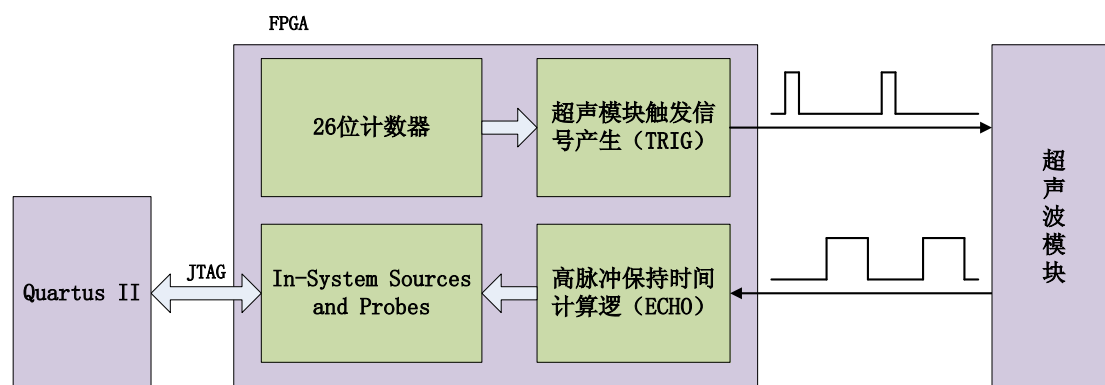 FPGA
26位计数器
超声模块触发信
号产生（TRIG）
超
声
波
模
块
Quartus II
JTAG
In-System Sources
and Probes
高脉冲保持时间
计算逻（ECHO）